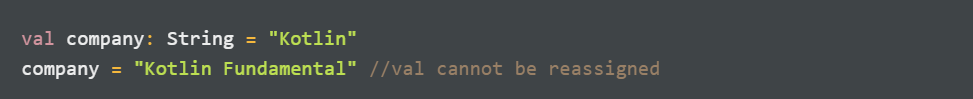 val company: String = "Kotlin"
company = "Kotlin Fundamental" //val cannot be reassigned